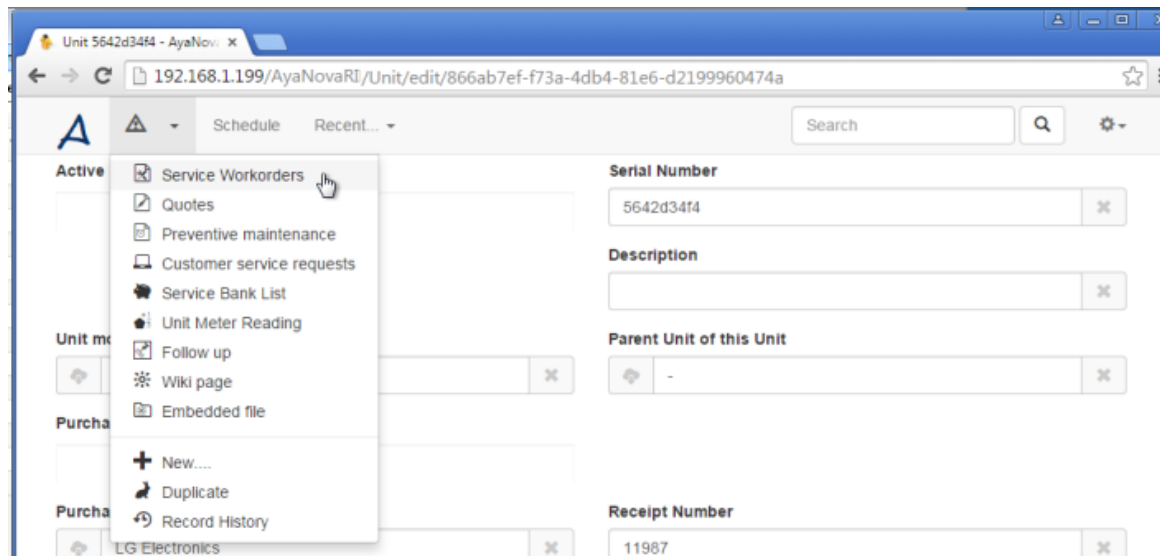 Unit 5642d34f4 - AyaNov
192.168.1.199/AyaNovaRI/Unit/edit/866ab7ef-f73a-4db4-81e6-d2199960474a
Schedule Recent... Search
Active
Service Workorders
Quotes
Preventive maintenance
Customer service requests
Service Bank List
Unit Meter Reading
Follow up
Wiki page
Embedded file
New....
Duplicate
Record History
Serial Number
5642d34f4
Description
Unit mo
Parent Unit of this Unit
-
Purcha
Purcha
LG Electronics
Receipt Number
11987